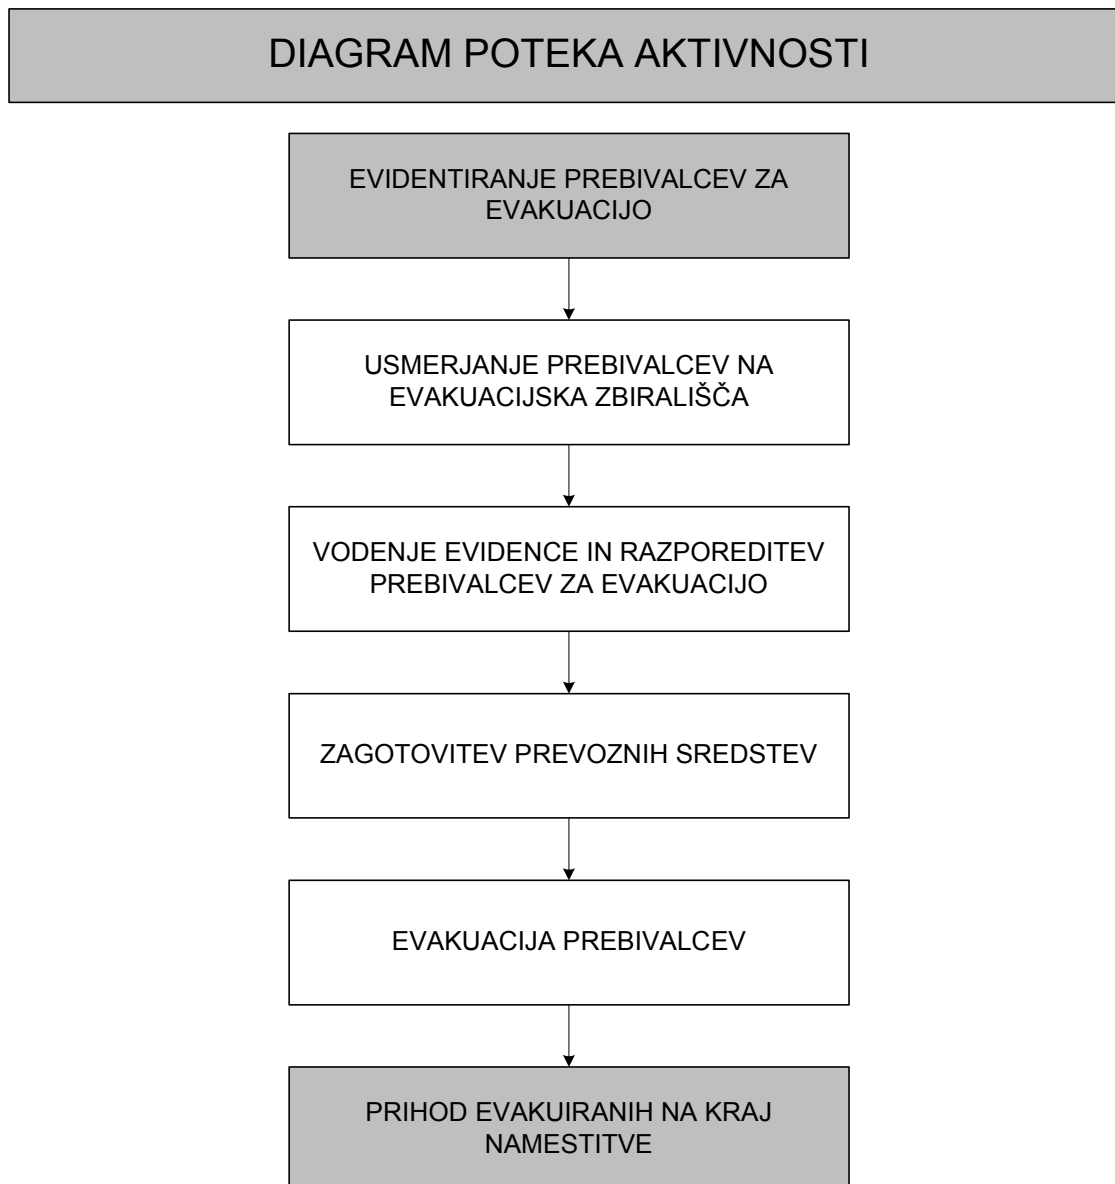 DIAGRAM POTEKA AKTIVNOSTI
EVIDENTIRANJE PREBIVALCEV ZA
EVAKUACIJO
USMERJANJE PREBIVALCEV NA
EVAKUACIJSKA ZBIRALIŠČA
VODENJE EVIDENCE IN RAZPOREDITEV
PREBIVALCEV ZA EVAKUACIJO
ZAGOTOVITEV PREVOZNIH SREDSTEV
EVAKUACIJA PREBIVALCEV
PRIHOD EVAKUIRANIH NA KRAJ
NAMESTITVE